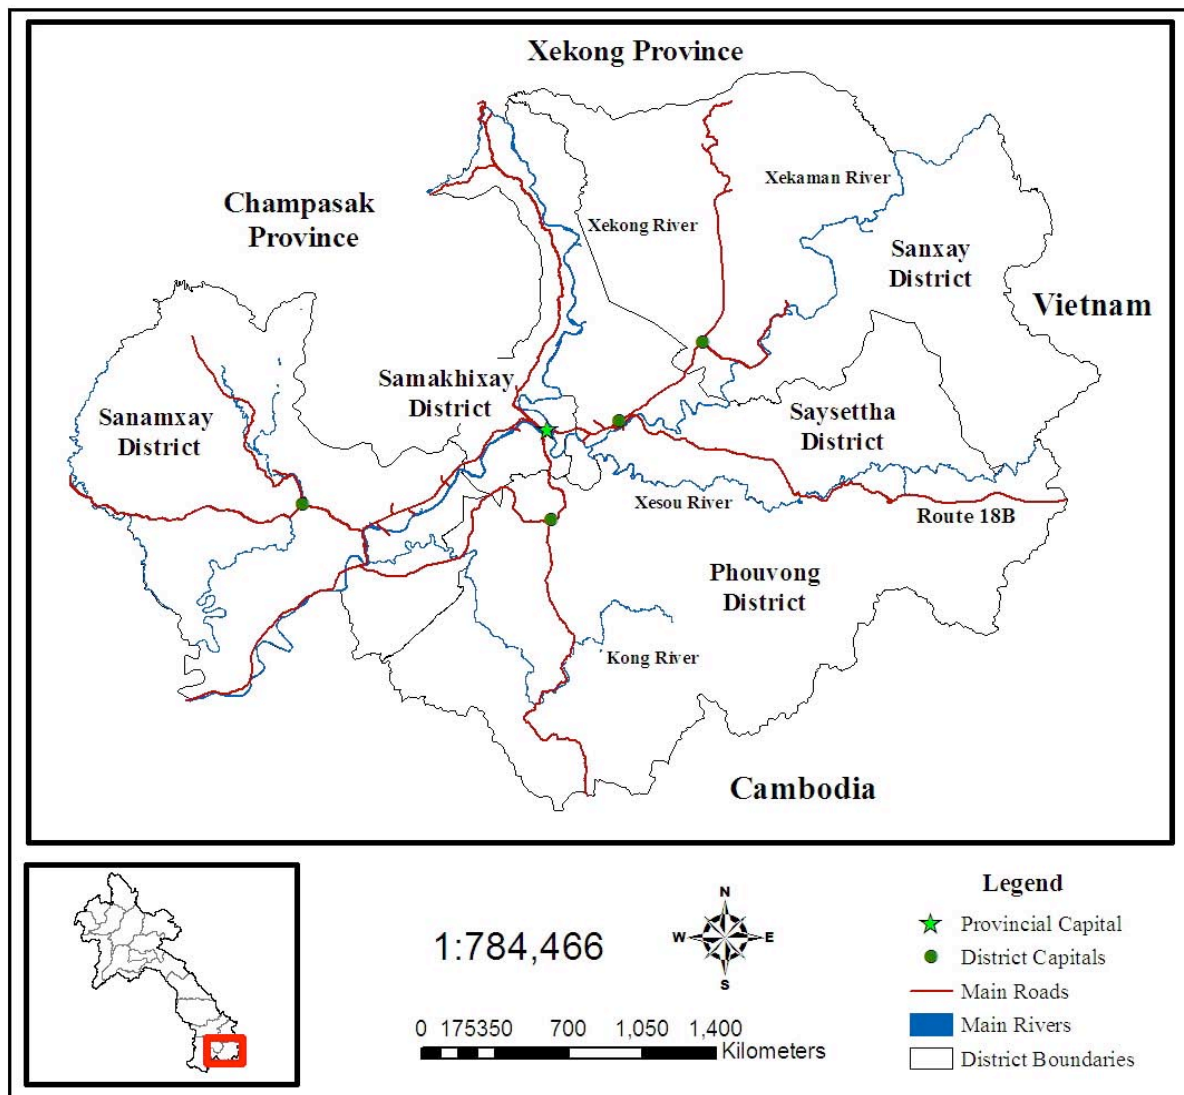 Xekong Province
Xekaman River
Champasak
Province
Xekong River
Sanxay
District
Vietnam
Samakhixay
District
Sanamxay
District
Saysettha
District
Xesou River
Route 18B
Phouvong
District
Kong River
Cambodia
Legend
Provincial Capital
District Capitals
Main Roads
Main Rivers
District Boundaries
1:784,466
N
W
E
S
0 175350 700 1,050 1,400
Kilometers